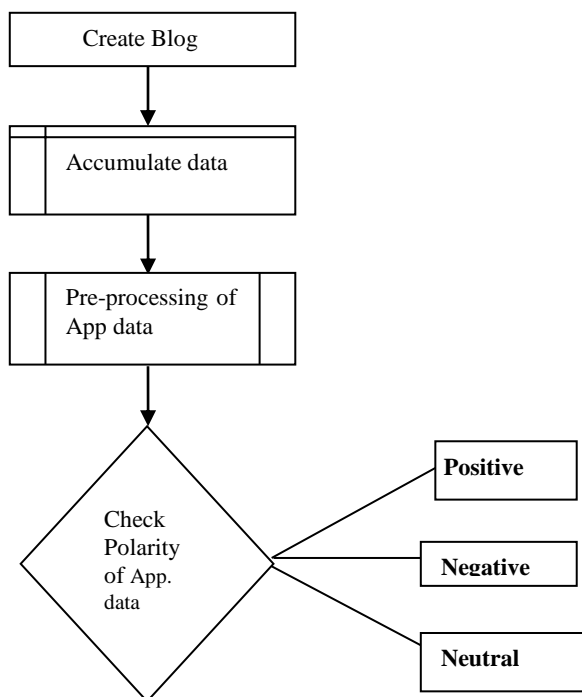 Create Blog
Accumulate data
Pre-processing of
App data
Check
Polarity
of App.
data
Positive
Negative
Neutral